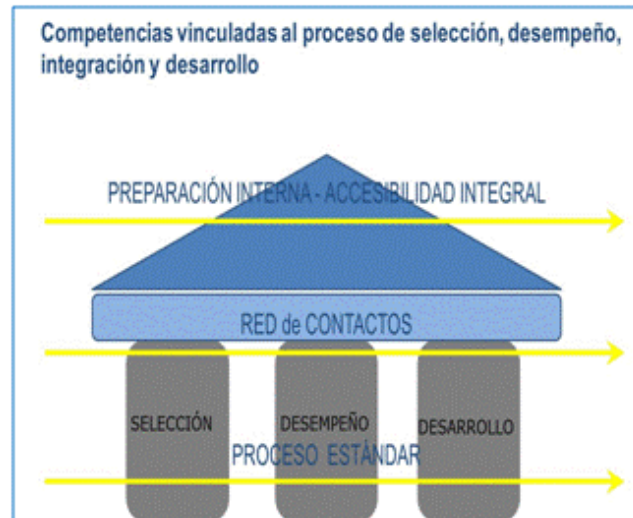 Competencias vinculadas al proceso de selección, desempeño,
integración y desarrollo
PREPARACIÓN INTERNA - ACCESIBILIDAD INTEGRAL
RED de CONTACTOS
SELECCIÓN DESEMPEÑO DESARROLLO
PROCESO ESTÁNDAR